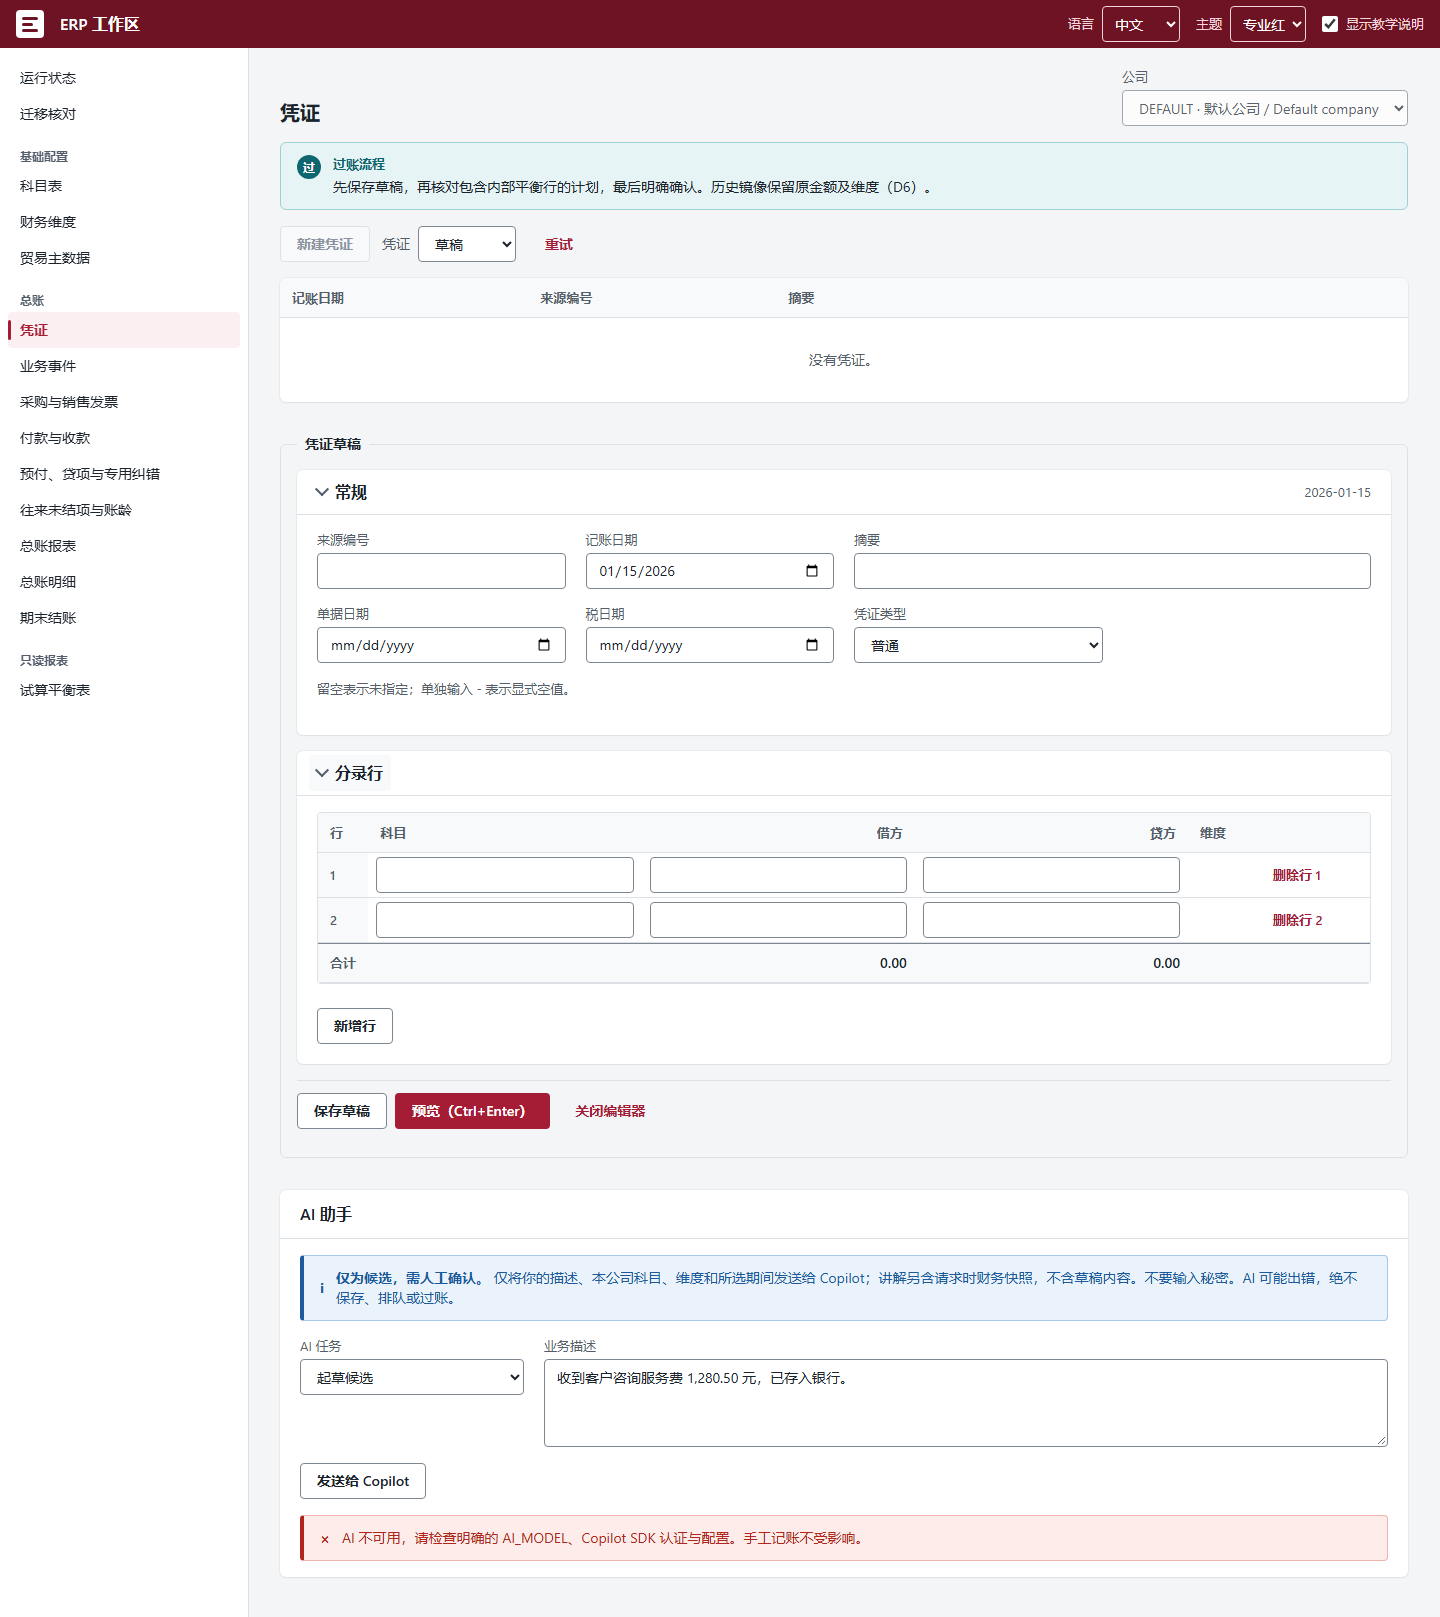 ERP 工作区
语言 中文 主题 专业红 显示教学说明
运行状态
迁移核对
基础配置
科目表
财务维度
贸易主数据
总账
凭证
业务事件
采购与销售发票
付款与收款
预付、贷项与专用纠错
往来未结项与账龄
总账报表
总账明细
期末结账
只读报表
试算平衡表
公司
凭证
DEFAULT · 默认公司 / Default company
过 过账流程
先保存草稿，再核对包含内部平衡行的计划，最后明确确认。历史镜像保留原金额及维度（D6）。
新建凭证 凭证 草稿 重试
记账日期 来源编号 摘要
没有凭证。
凭证草稿
常规 2026-01-15
来源编号 记账日期 摘要
01/15/2026
单据日期 税日期 凭证类型
mm/dd/yyyy mm/dd/yyyy 普通
留空表示未指定；单独输入 - 表示显式空值。
分录行
行 科目 借方 贷方 维度
1 删除行 1
2 删除行 2
合计 0.00 0.00
新增行
保存草稿 预览（Ctrl+Enter） 关闭编辑器
AI 助手
i 仅为候选，需人工确认。 仅将你的描述、本公司科目、维度和所选期间发送给 Copilot；讲解另含请求时财务快照，不含草稿内容。不要输入秘密。AI 可能出错，绝不
保存、排队或过账。
AI 任务 业务描述
起草候选 收到客户咨询服务费 1,280.50 元，已存入银行。
发送给 Copilot
× AI 不可用，请检查明确的 AI_MODEL、Copilot SDK 认证与配置。手工记账不受影响。